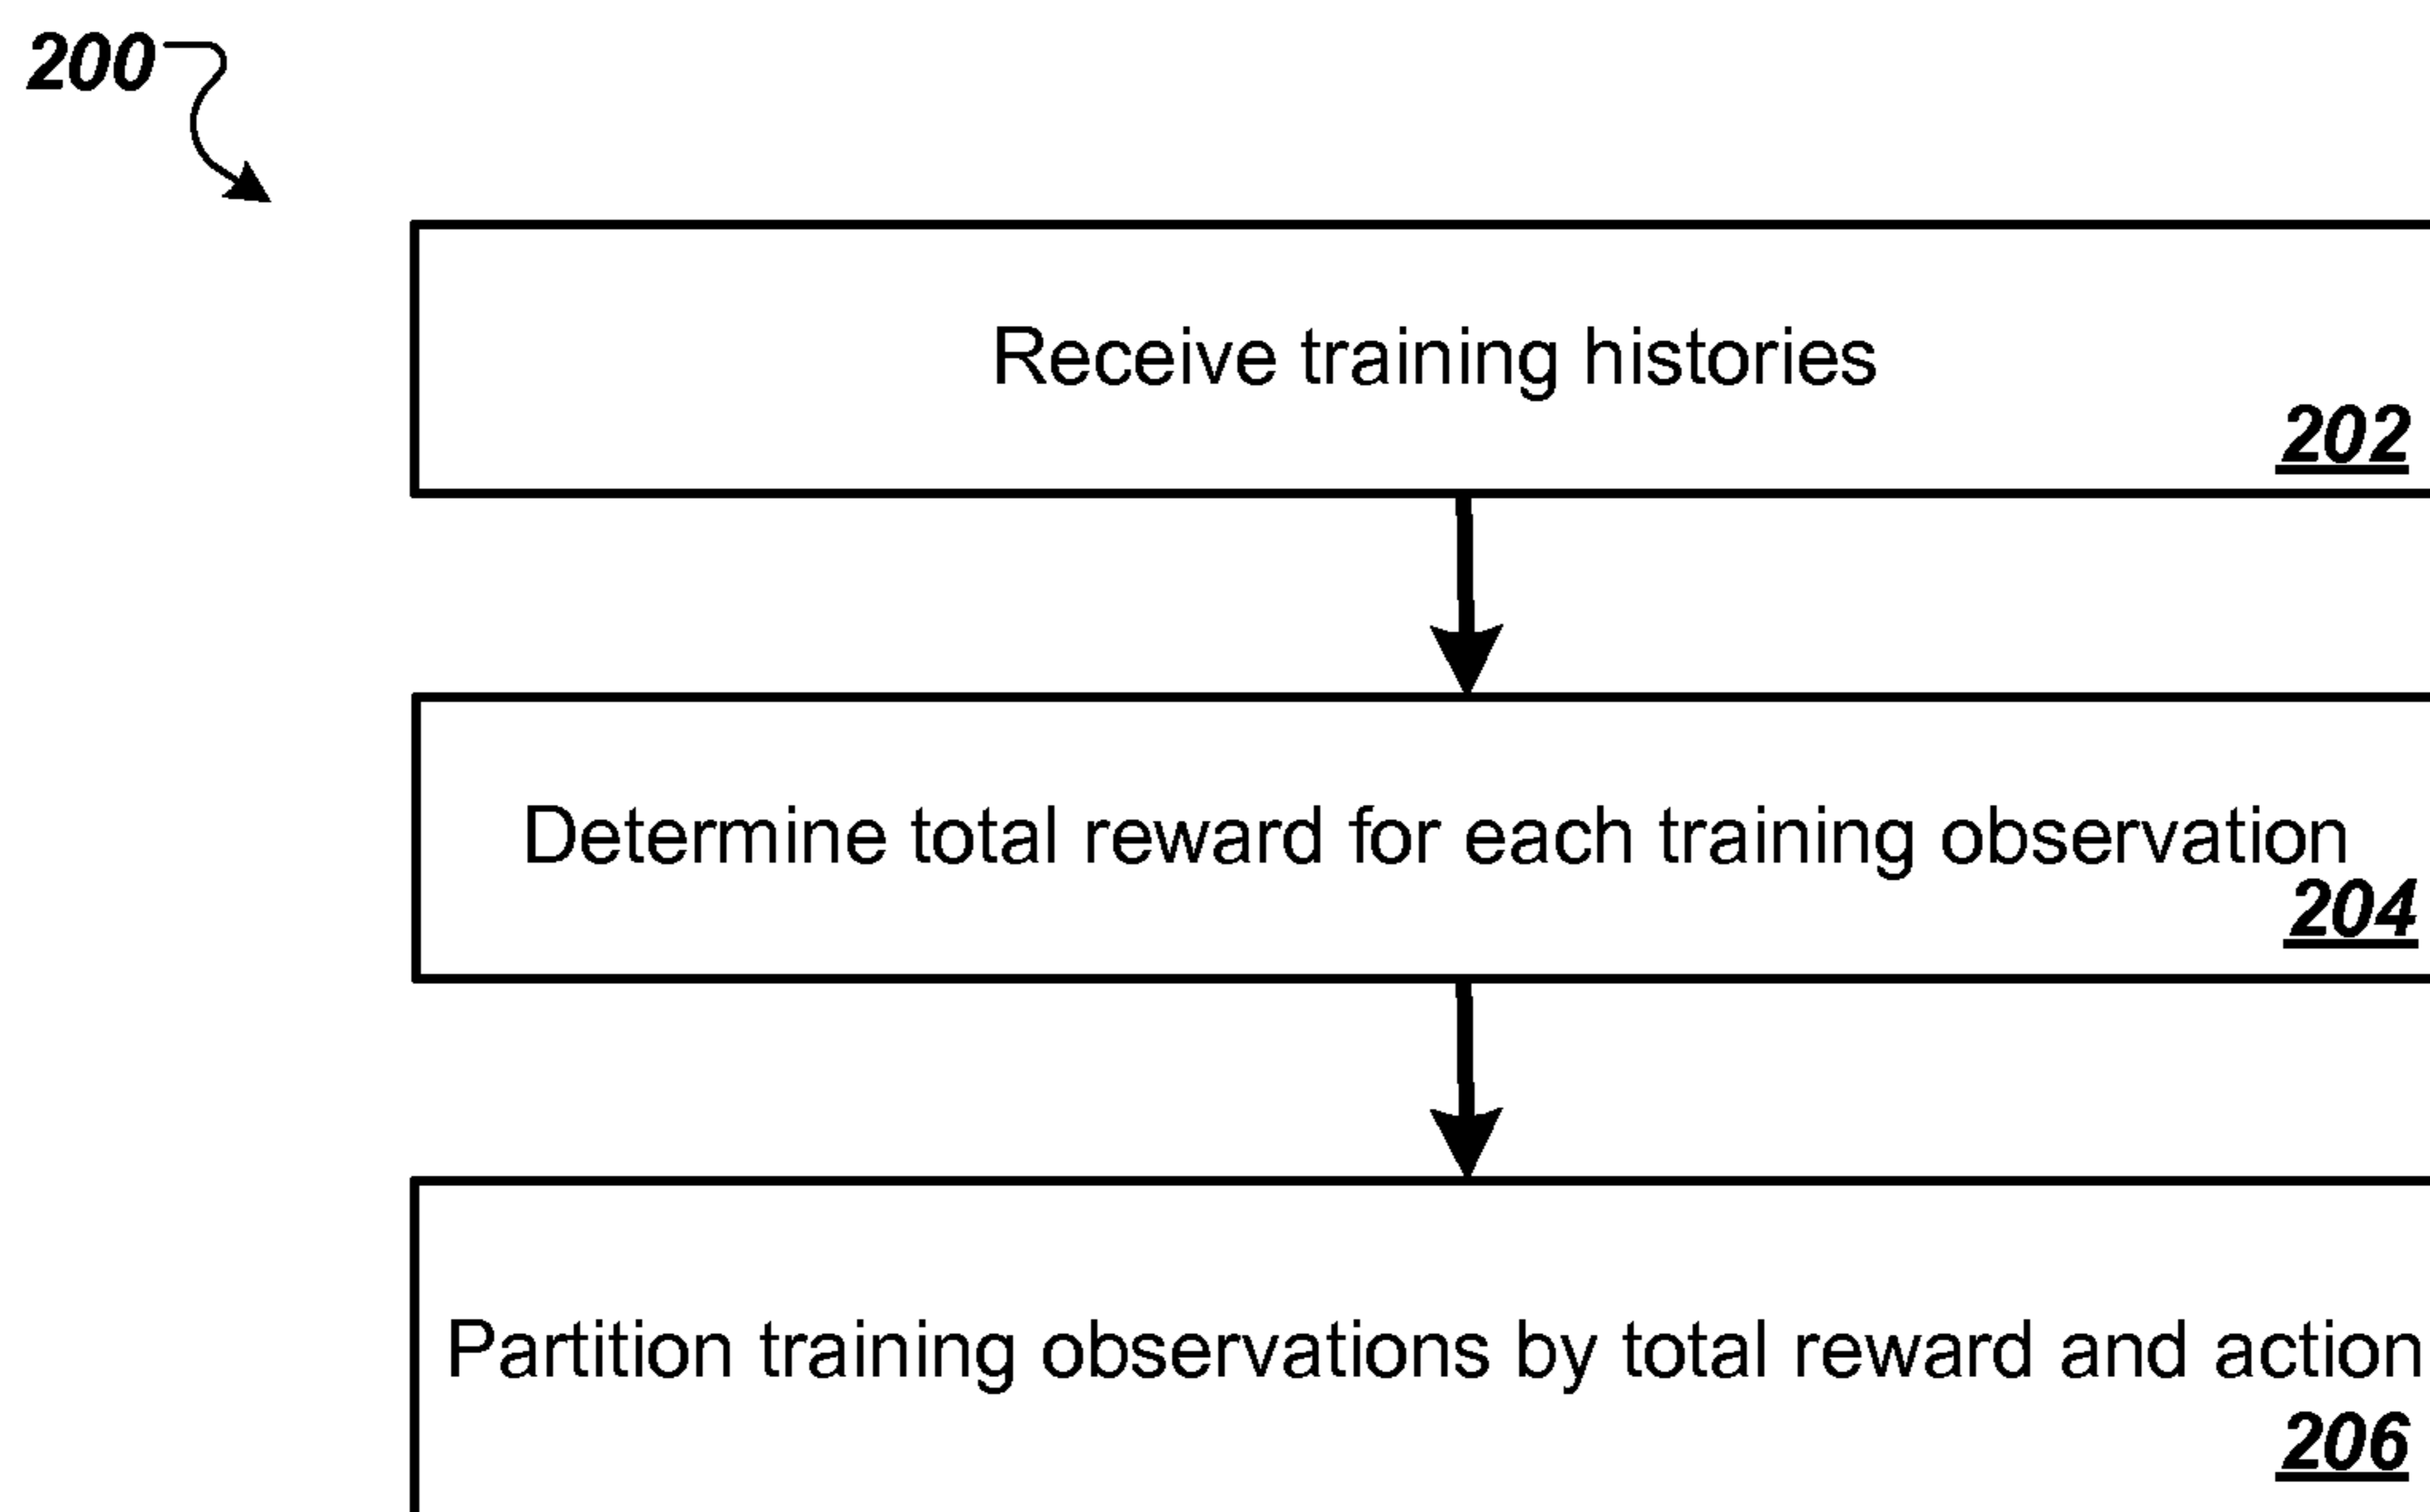 200
Receive training histories
202
Determine total reward for each training observation
204
Partition training observations by total reward and action
206